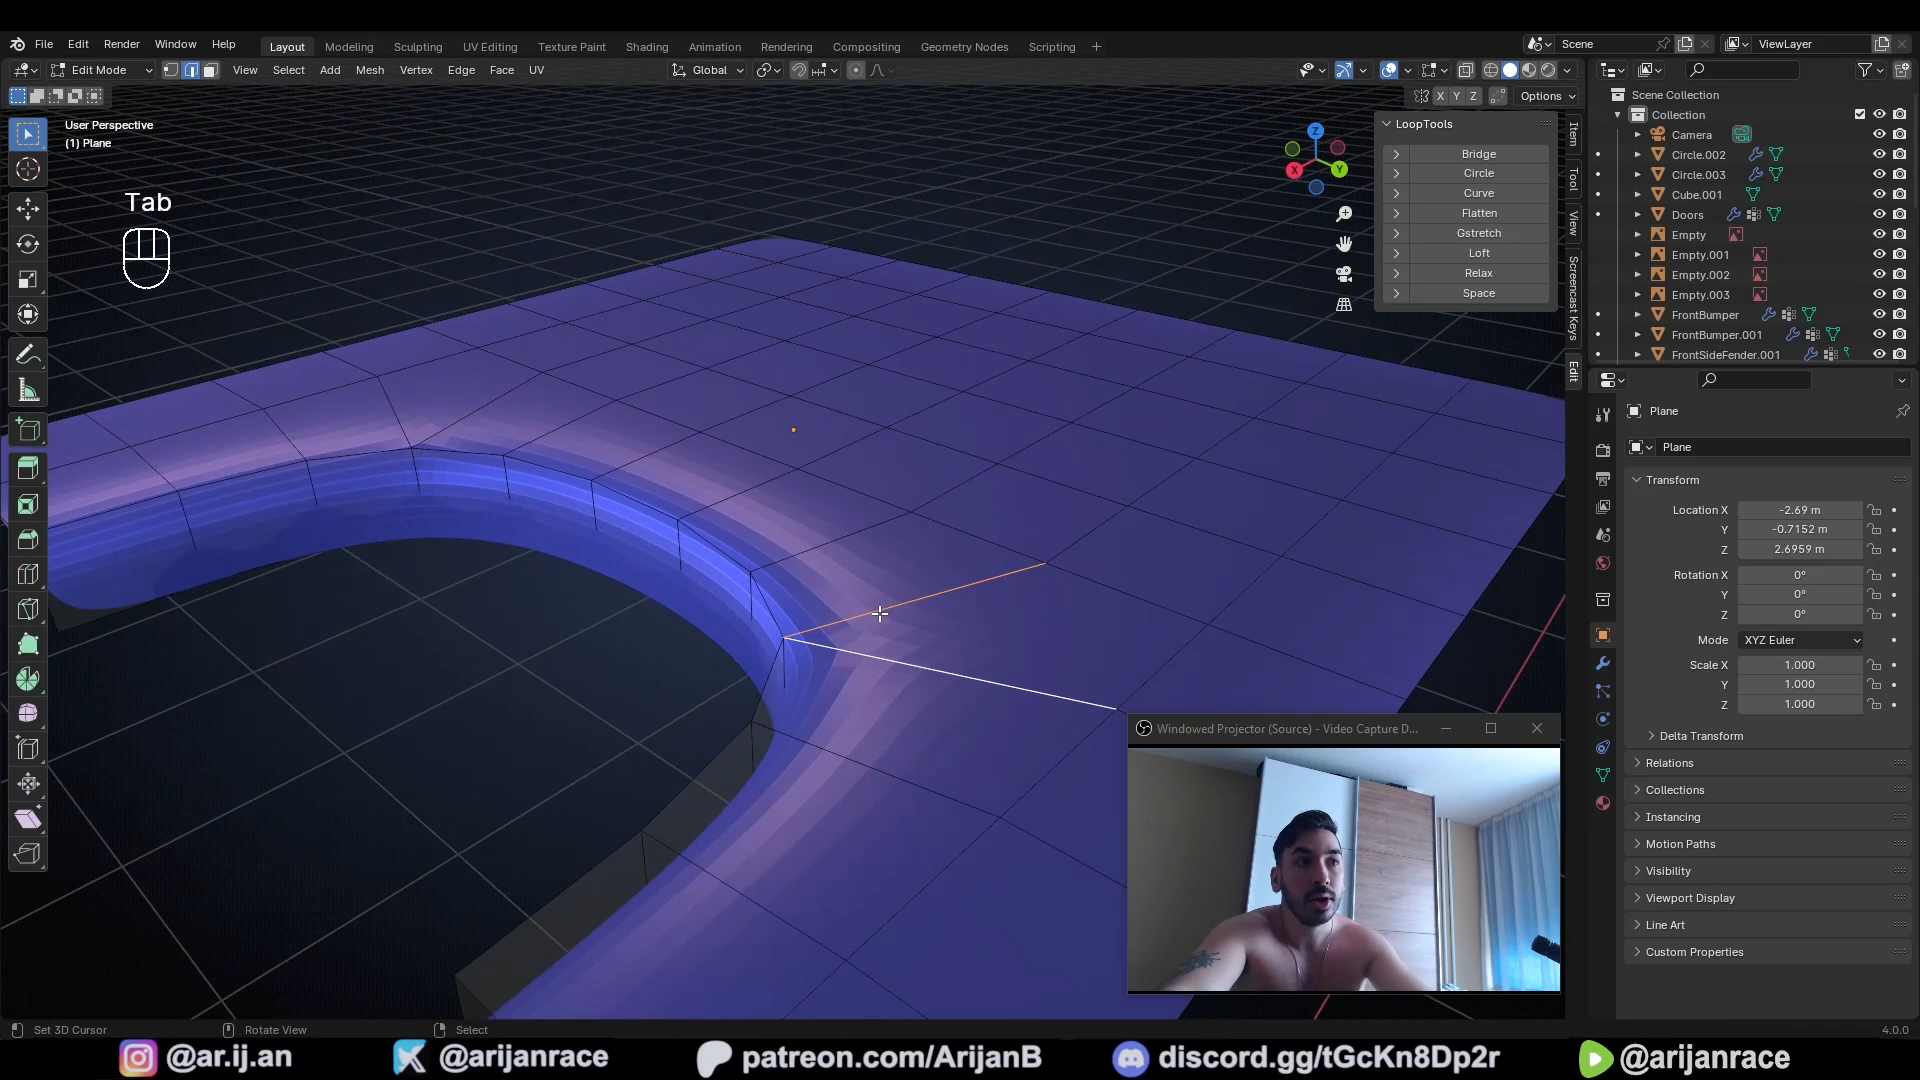 File Edit Render Window Help Layout Modeling Sculpting UV Editing Texture Paint Shading Animation Rendering Compositing Geometry Nodes Scripting + Scene ViewLayer
Edit Mode View Select Add Mesh Vertex Edge Face UV Global
X Y Z Options
User Perspective
(1) Plane
Tab
Z
X
Y
LoopTools
Bridge
Circle
Curve
Flatten
Gstretch
Loft
Relax
Space
Item
Tool
View
Screencast Keys
Edit
Scene Collection
Collection
Camera
Circle.002
Circle.003
Cube.001
Doors
Empty
Empty.001
Empty.002
Empty.003
FrontBumper
FrontBumper.001
FrontSideFender.001
Plane
Plane
Transform
Location X -2.69 m
Y -0.7152 m
Z 2.6959 m
Rotation X 0°
Y 0°
Z 0°
Mode XYZ Euler
Scale X 1.000
Y 1.000
Z 1.000
Delta Transform
Relations
Collections
Instancing
Motion Paths
Visibility
Viewport Display
Line Art
Custom Properties
Windowed Projector (Source) - Video Capture D...
Set 3D Cursor Rotate View Select 4.0.0
@ar.ij.an @arijanrace patreon.com/ArijanB discord.gg/tGcKn8Dp2r @arijanrace